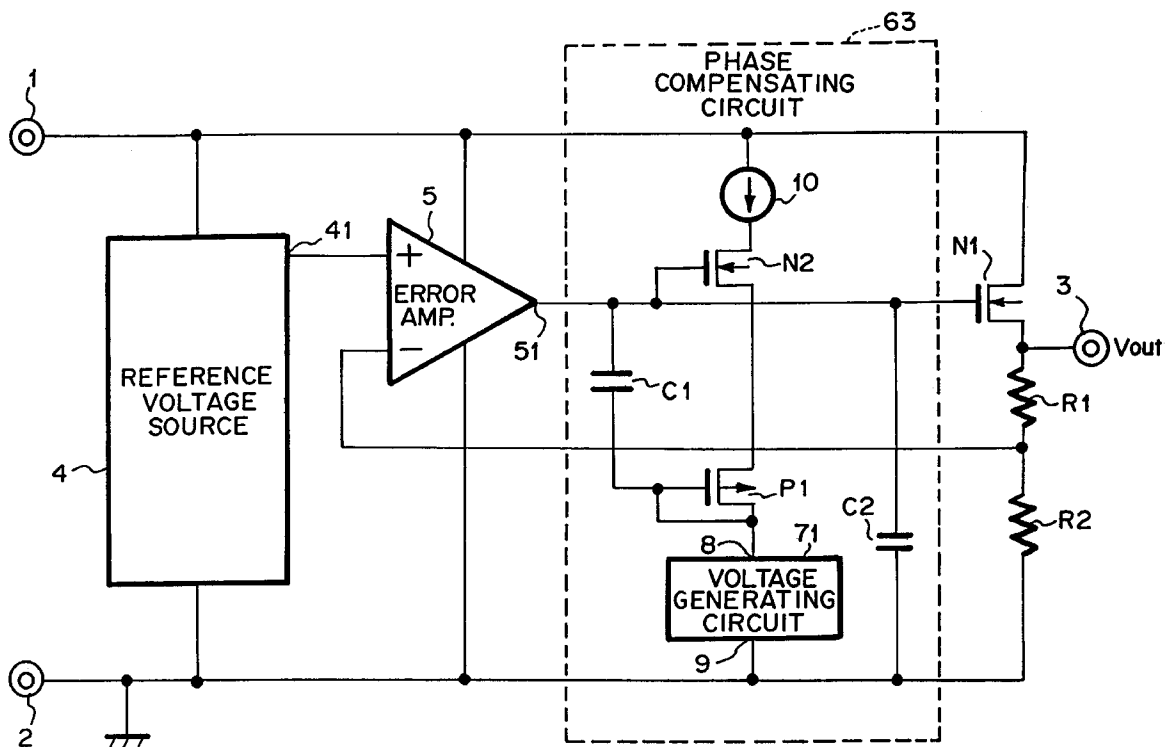 63
PHASE
COMPENSATING
CIRCUIT
1
10
5
41
+
N2
N1
3
ERROR
AMP.
51
Vout
−
C1
R1
REFERENCE
VOLTAGE
SOURCE
4
P1
C2
R2
8
71
VOLTAGE
GENERATING
CIRCUIT
9
2